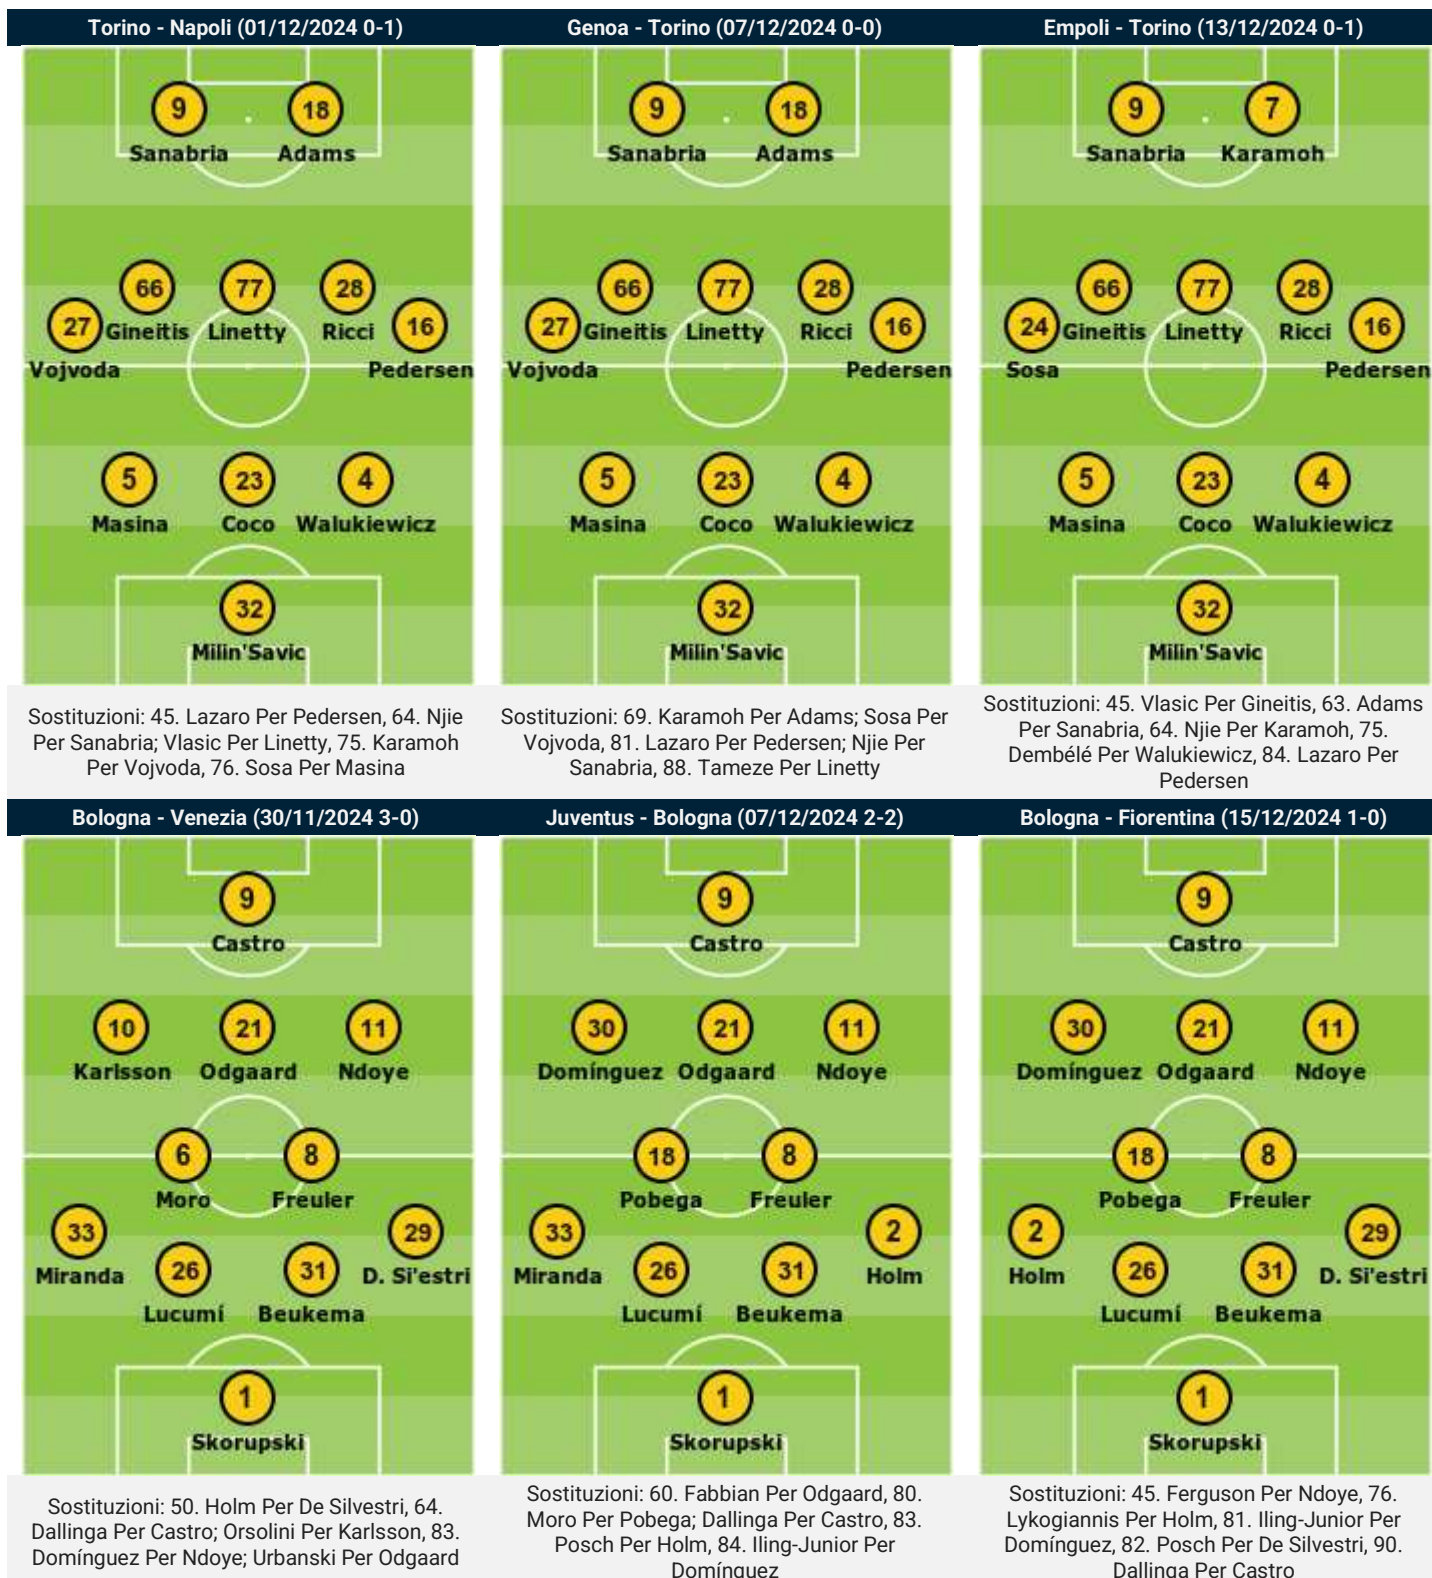 Torino - Napoli (01/12/2024 0-1)
9 18
Sanabria Adams
66 77 28
27 Gineitis Linetty Ricci 16
Vojvoda Pedersen
5 23 4
Masina Coco Walukiewicz
32
Milin'Savic
Sostituzioni: 45. Lazaro Per Pedersen, 64. Njie
Per Sanabria; Vlasic Per Linetty, 75. Karamoh
Per Vojvoda, 76. Sosa Per Masina
Genoa - Torino (07/12/2024 0-0)
9 18
Sanabria Adams
66 77 28
27 Gineitis Linetty Ricci 16
Vojvoda Pedersen
5 23 4
Masina Coco Walukiewicz
32
Milin'Savic
Sostituzioni: 69. Karamoh Per Adams; Sosa Per
Vojvoda, 81. Lazaro Per Pedersen; Njie Per
Sanabria, 88. Tameze Per Linetty
Empoli - Torino (13/12/2024 0-1)
9 7
Sanabria Karamoh
66 77 28
24 Gineitis Linetty Ricci 16
Sosa Pedersen
5 23 4
Masina Coco Walukiewicz
32
Milin'Savic
Sostituzioni: 45. Vlasic Per Gineitis, 63. Adams
Per Sanabria, 64. Njie Per Karamoh, 75.
Dembélé Per Walukiewicz, 84. Lazaro Per
Pedersen
Bologna - Venezia (30/11/2024 3-0)
9
Castro
10 21 11
Karlsson Odgaard Ndoye
6 8
Moro Freuler
33 29
Miranda 26 31 D. Si'estri
Lucumí Beukema
1
Skorupski
Sostituzioni: 50. Holm Per De Silvestri, 64.
Dallinga Per Castro; Orsolini Per Karlsson, 83.
Domínguez Per Ndoye; Urbanski Per Odgaard
Juventus - Bologna (07/12/2024 2-2)
9
Castro
30 21 11
Domínguez Odgaard Ndoye
18 8
Pobega Freuler
33 2
Miranda 26 31 Holm
Lucumí Beukema
1
Skorupski
Sostituzioni: 60. Fabbian Per Odgaard, 80.
Moro Per Pobega; Dallinga Per Castro, 83.
Posch Per Holm, 84. Iling-Junior Per
Domínguez
Bologna - Fiorentina (15/12/2024 1-0)
9
Castro
30 21 11
Domínguez Odgaard Ndoye
18 8
Pobega Freuler
2 29
Holm 26 31 D. Si'estri
Lucumí Beukema
1
Skorupski
Sostituzioni: 45. Ferguson Per Ndoye, 76.
Lykogiannis Per Holm, 81. Iling-Junior Per
Domínguez, 82. Posch Per De Silvestri, 90.
Dallinga Per Castro